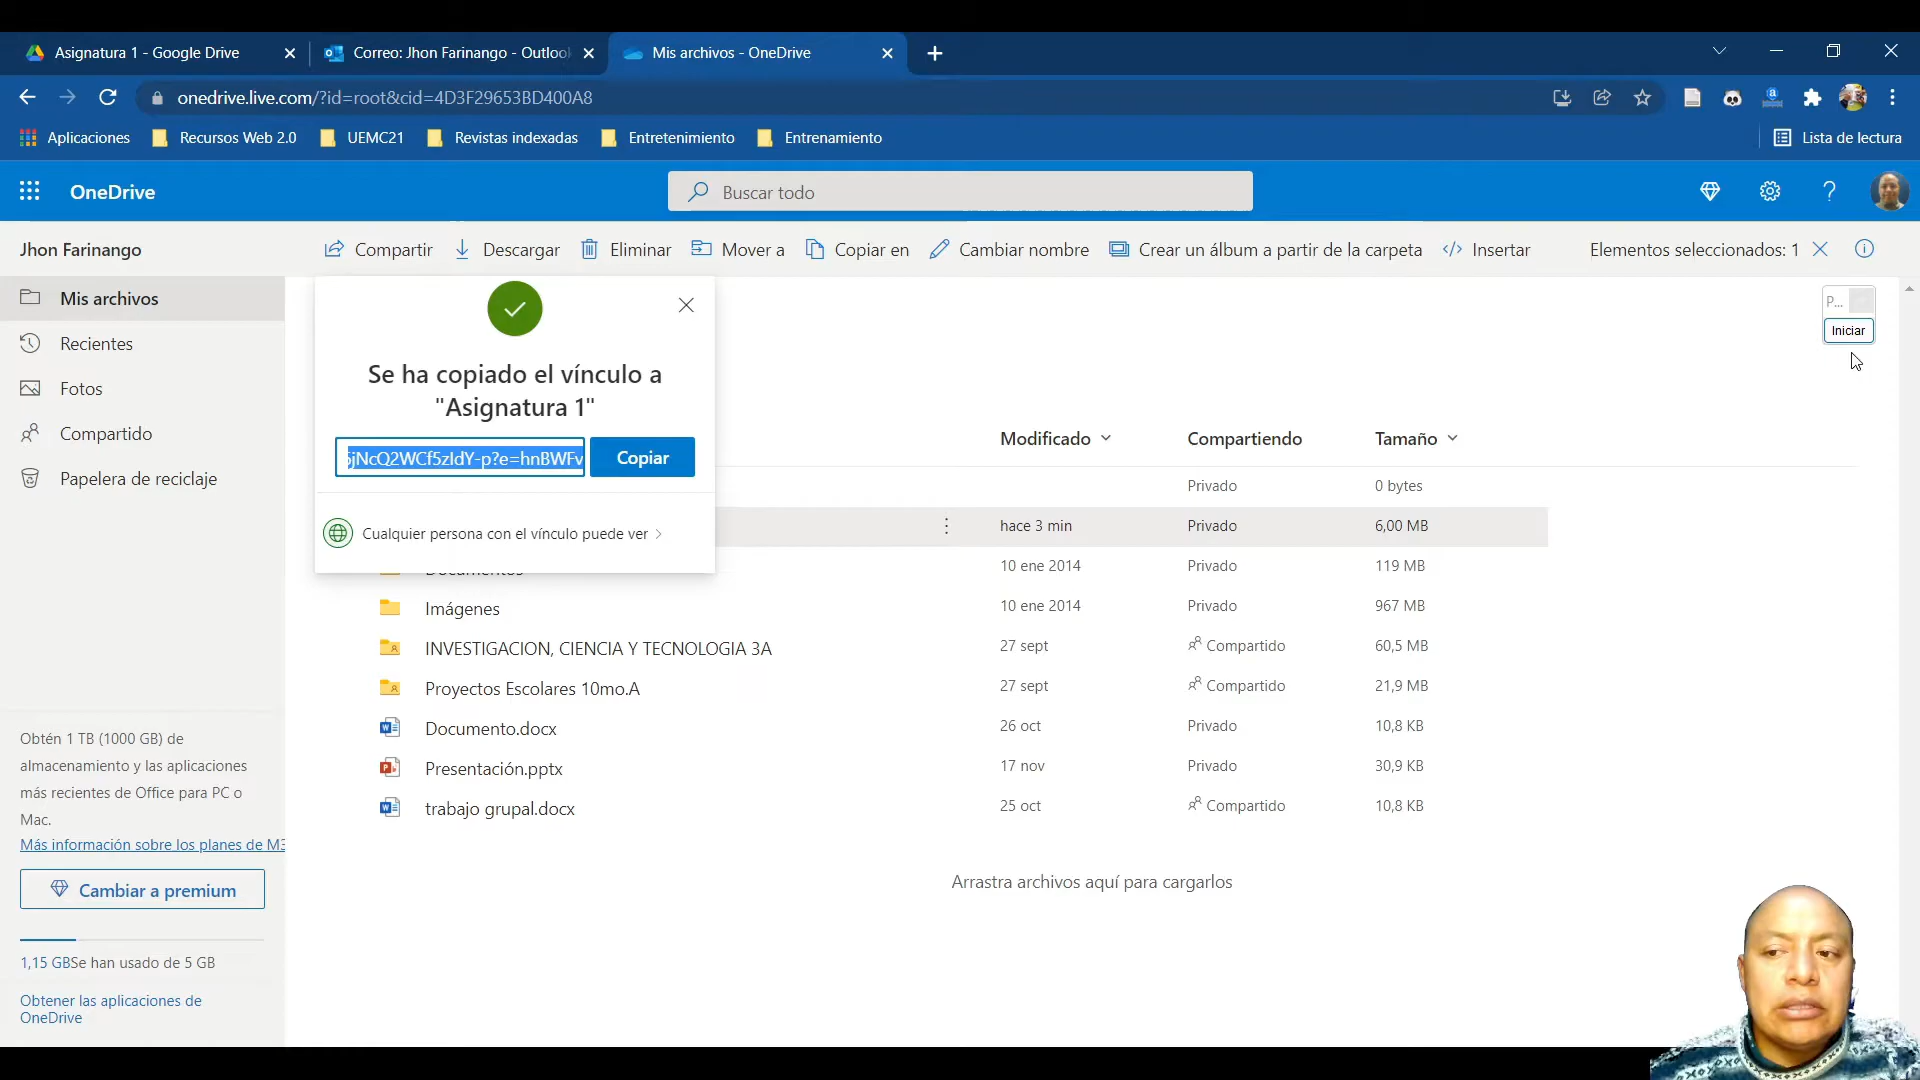 Asignatura 1 - Google Drive
Correo: Jhon Farinango - Outloo
Mis archivos - OneDrive
onedrive.live.com/?id=root&cid=4D3F29653BD400A8
Aplicaciones
Recursos Web 2.0
UEMC21
Revistas indexadas
Entretenimiento
Entrenamiento
Lista de lectura
OneDrive
Buscar todo
Jhon Farinango
Compartir
Descargar
Eliminar
Mover a
Copiar en
Cambiar nombre
Crear un álbum a partir de la carpeta
Insertar
Elementos seleccionados: 1
Mis archivos
Recientes
Fotos
Compartido
Papelera de reciclaje
P...
Iniciar
Se ha copiado el vínculo a
"Asignatura 1"
jNcQ2WCf5zIdY-p?e=hnBWFv
Copiar
Cualquier persona con el vínculo puede ver
Modificado
Compartiendo
Tamaño
Privado
0 bytes
hace 3 min
Privado
6,00 MB
Documentos
10 ene 2014
Privado
119 MB
Imágenes
10 ene 2014
Privado
967 MB
INVESTIGACION, CIENCIA Y TECNOLOGIA 3A
27 sept
Compartido
60,5 MB
Proyectos Escolares 10mo.A
27 sept
Compartido
21,9 MB
Documento.docx
26 oct
Privado
10,8 KB
Presentación.pptx
17 nov
Privado
30,9 KB
trabajo grupal.docx
25 oct
Compartido
10,8 KB
Arrastra archivos aquí para cargarlos
Obtén 1 TB (1000 GB) de
almacenamiento y las aplicaciones
más recientes de Office para PC o
Mac.
Más información sobre los planes de M3
Cambiar a premium
1,15 GBSe han usado de 5 GB
Obtener las aplicaciones de
OneDrive